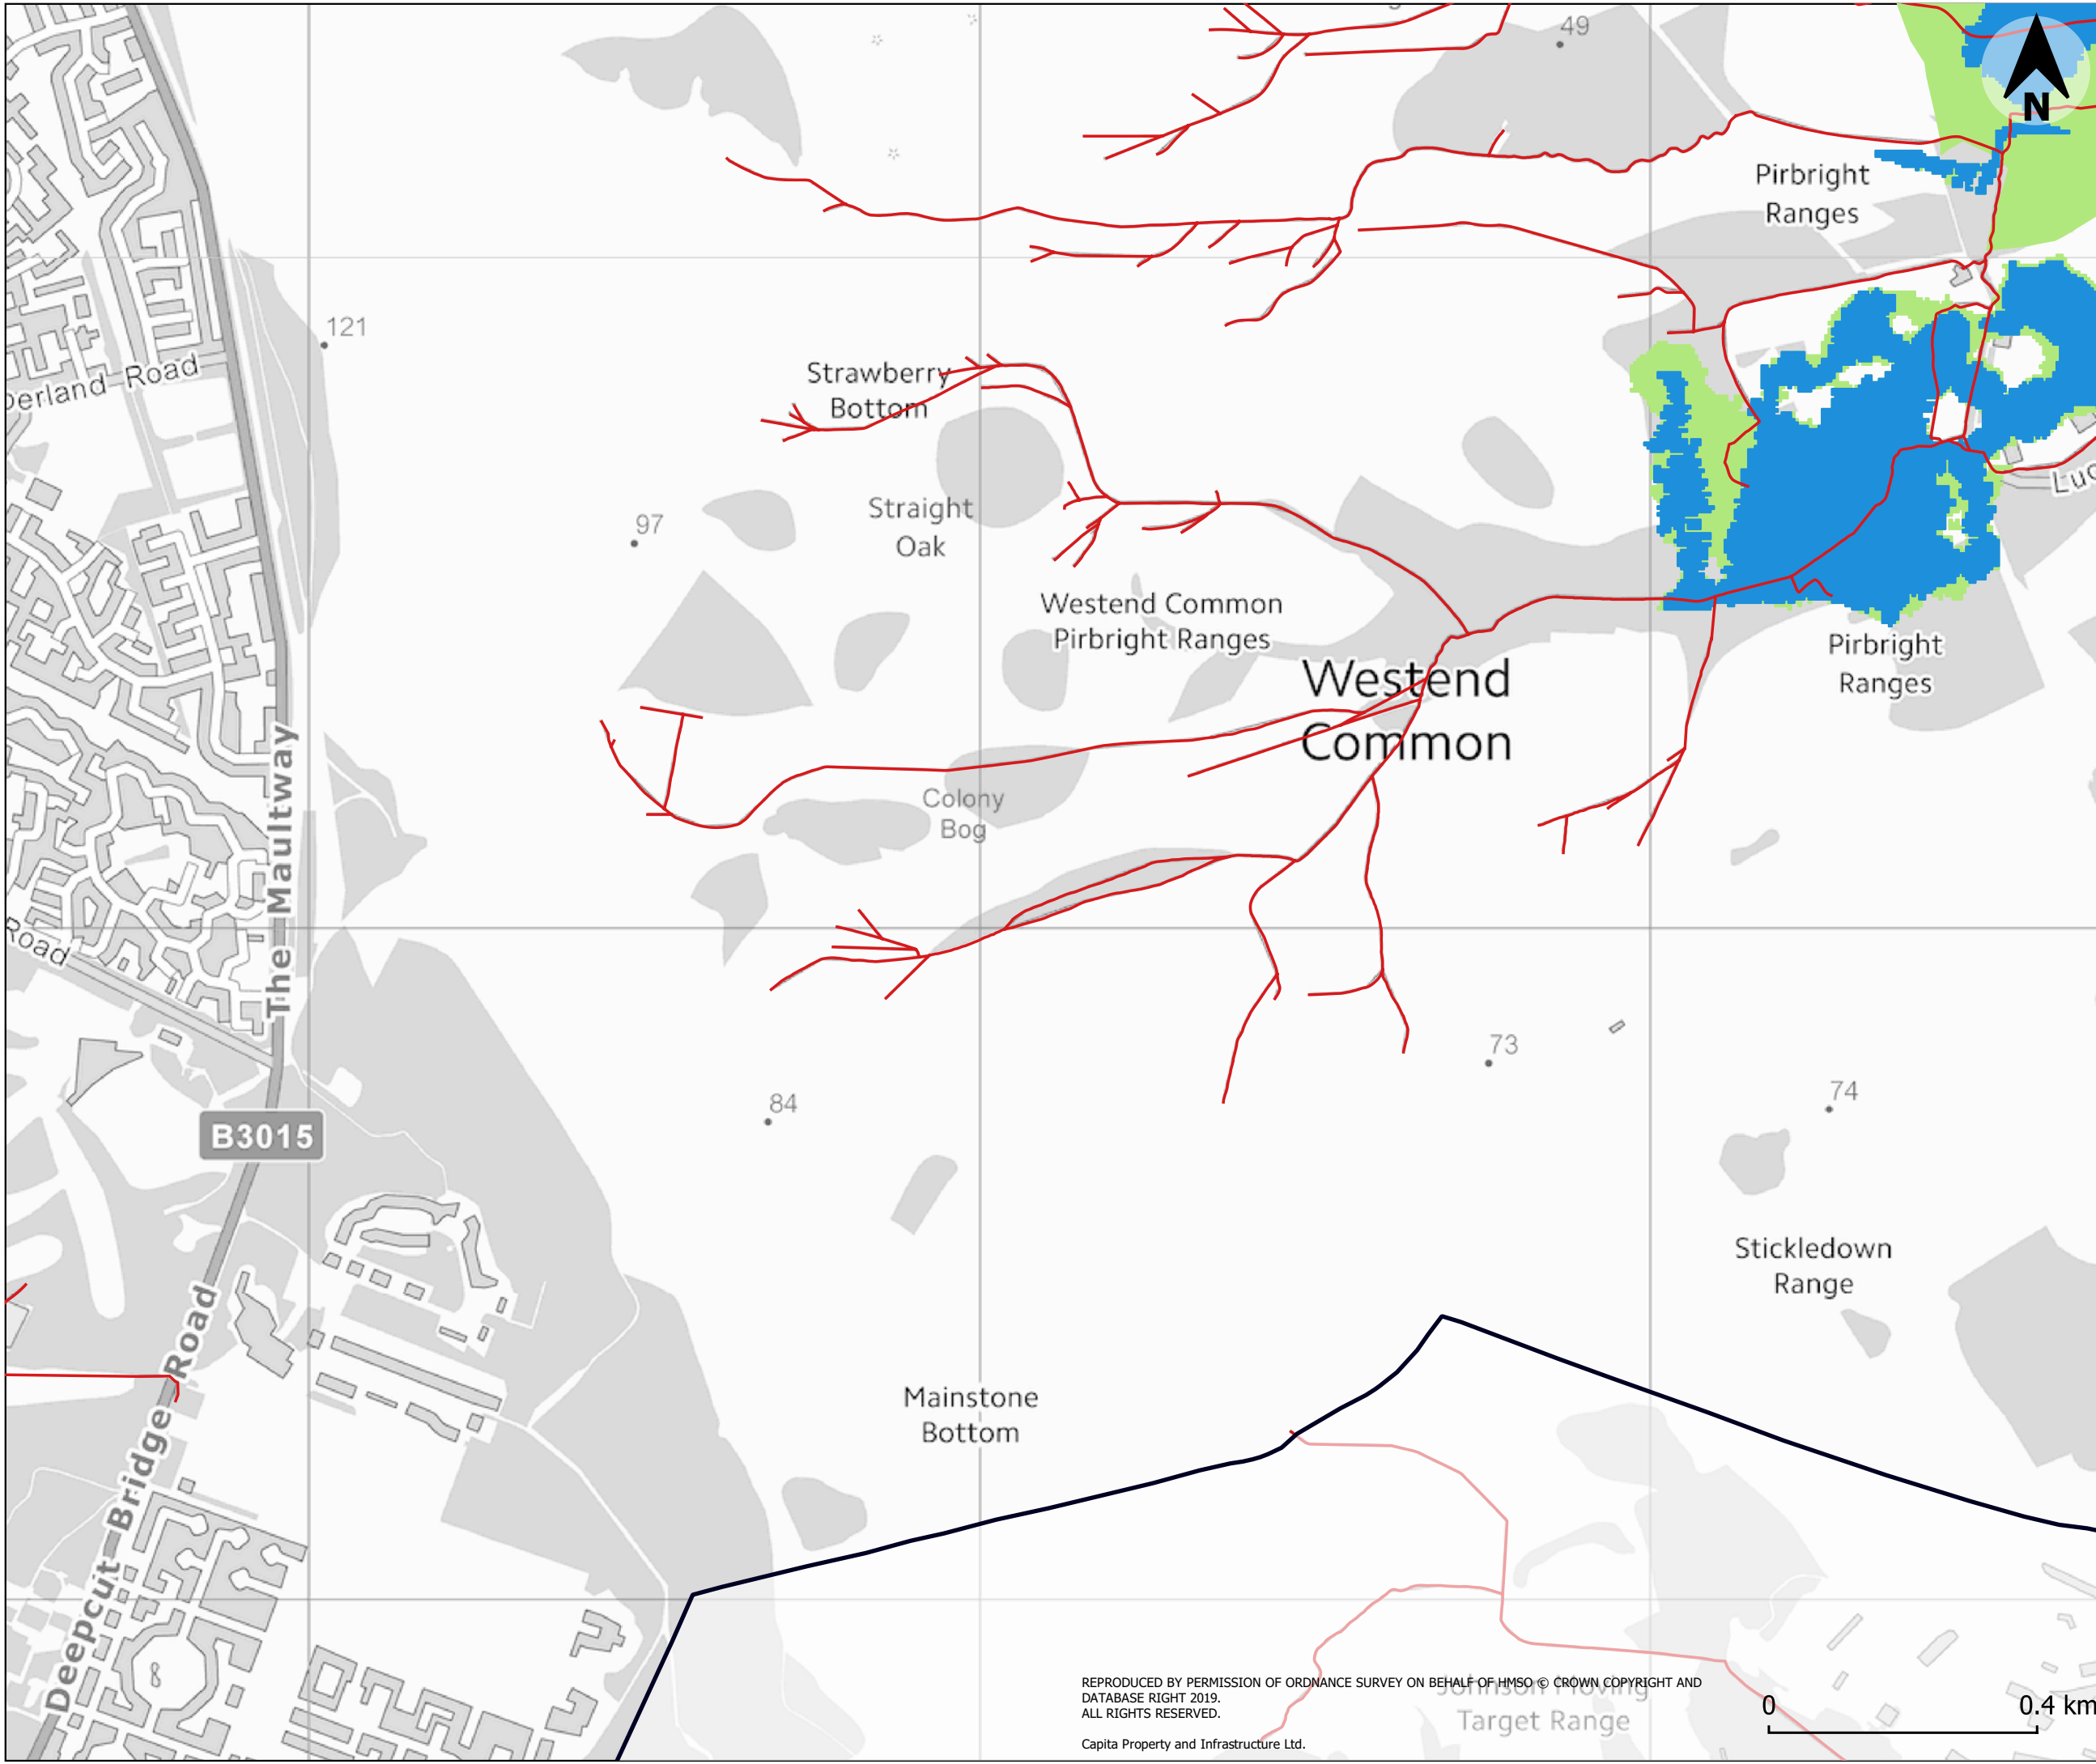 49
N
Pirbright
Ranges
121
Strawberry
Bottom
97
Straight
Oak
Westend Common
Pirbright Ranges
Westend
Common
Pirbright
Ranges
The Maultway
Colony
Bog
Road
Road
73
74
84
B3015
Stickledown
Range
Mainstone
Bottom
Deepcut Bridge Road
REPRODUCED BY PERMISSION OF ORDNANCE SURVEY ON BEHALF OF HMSO © CROWN COPYRIGHT AND
DATABASE RIGHT 2019.
ALL RIGHTS RESERVED.
Johnson Moving
Target Range
Capita Property and Infrastructure Ltd.
0
0.4 km